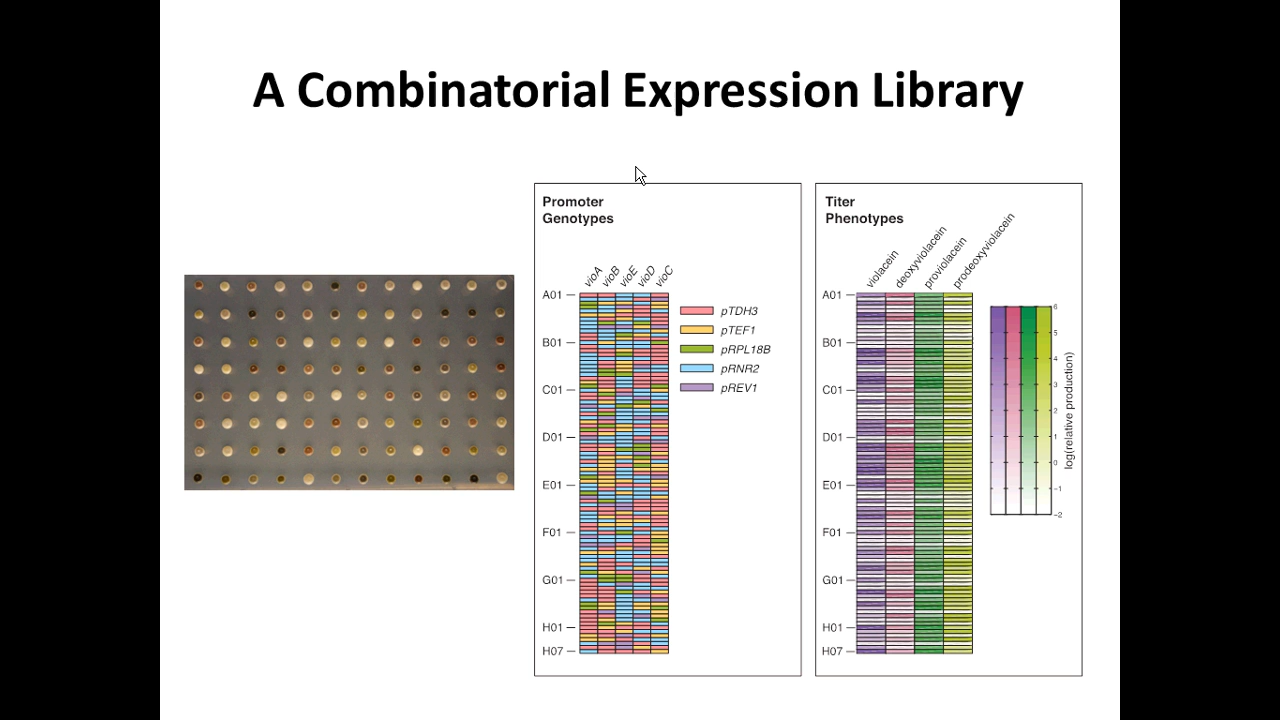 A Combinatorial Expression Library
Promoter
Genotypes
vioA
vioB
vioE
vioD
vioC
A01
B01
C01
D01
E01
F01
G01
H01
H07
pTDH3
pTEF1
pRPL18B
pRNR2
pREV1
Titer
Phenotypes
violacein
deoxyviolacein
proviolacein
prodeoxyviolacein
A01
B01
C01
D01
E01
F01
G01
H01
H07
6
5
4
3
2
1
0
−1
−2
log(relative production)